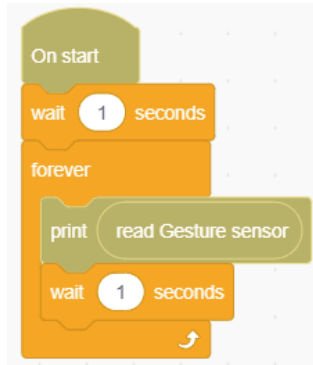 On start
wait 1 seconds
forever
print read Gesture sensor
wait 1 seconds